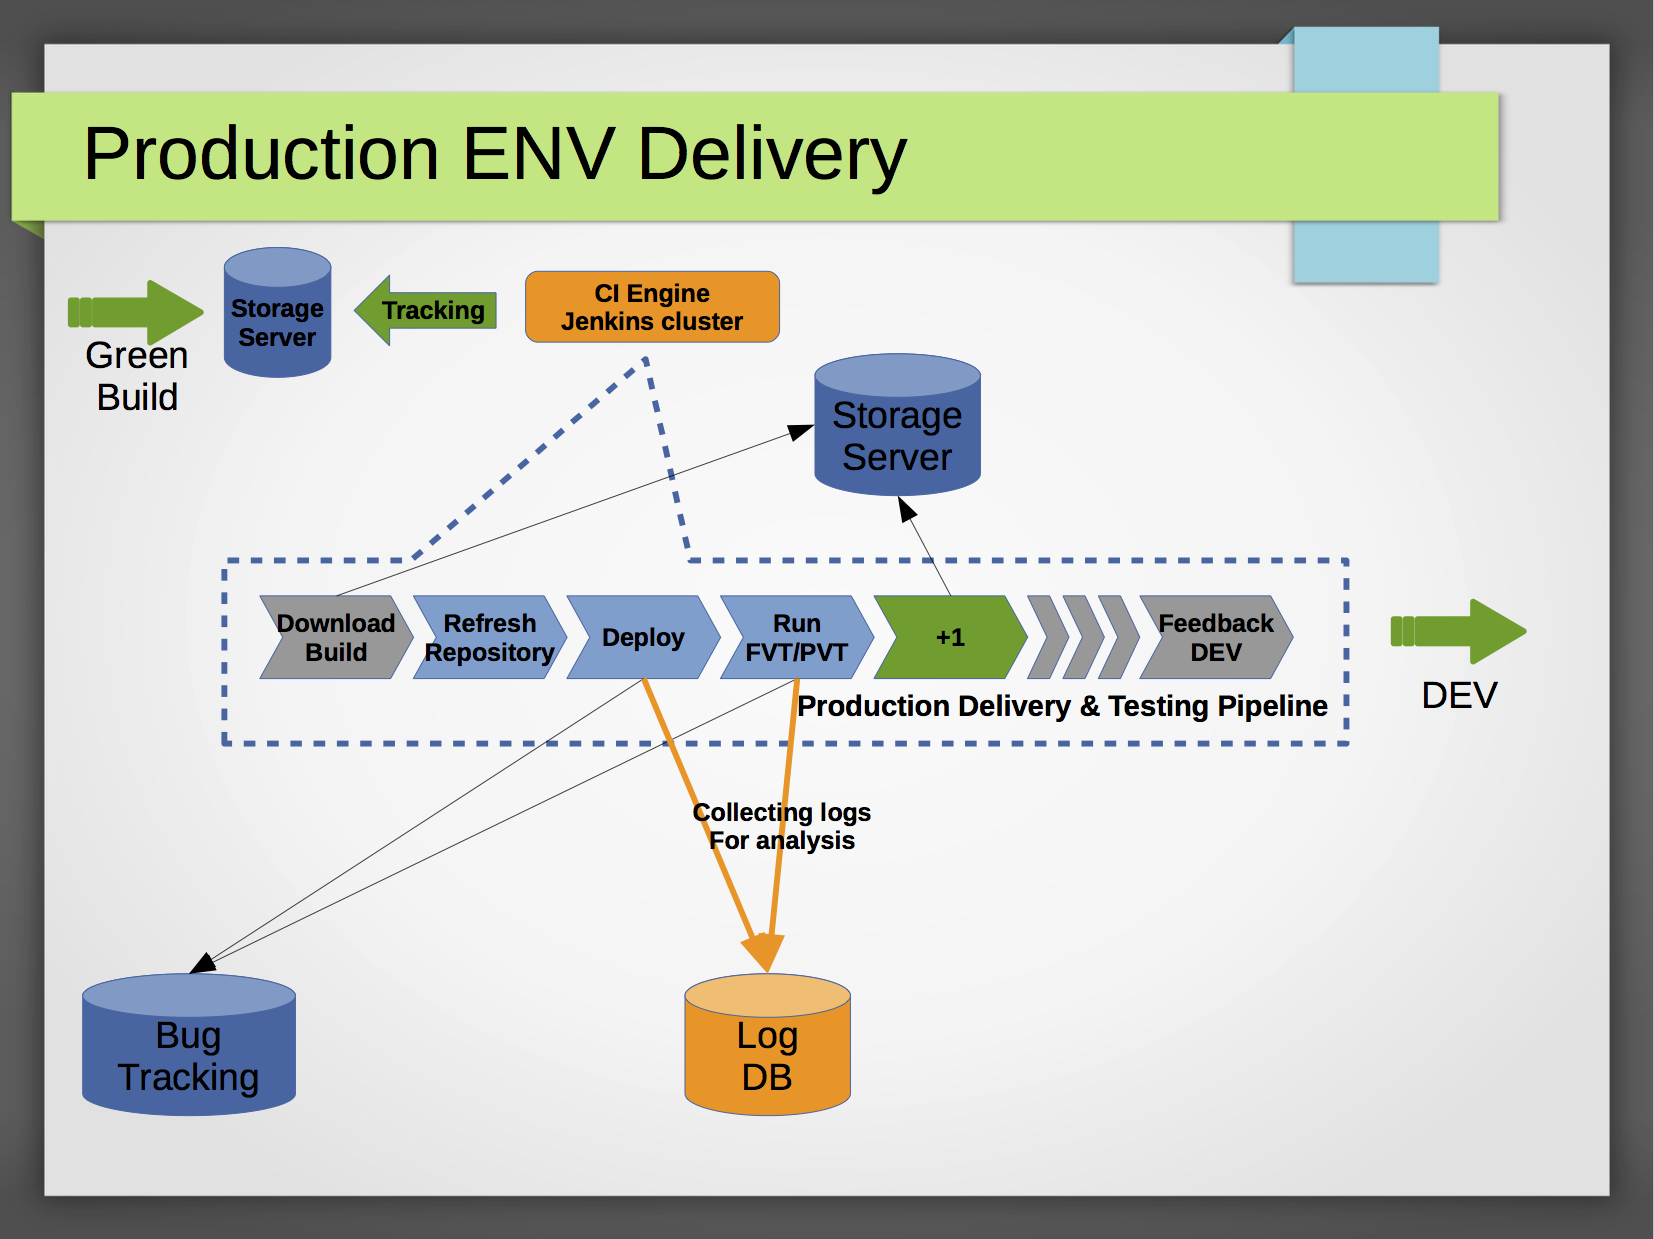 Production ENV Delivery
Green
Build
Storage
Server
Tracking
CI Engine
Jenkins cluster
Storage
Server
Download
Build
Refresh
Repository
Deploy
Run
FVT/PVT
+1
Feedback
DEV
Production Delivery & Testing Pipeline
DEV
Collecting logs
For analysis
Bug
Tracking
Log
DB